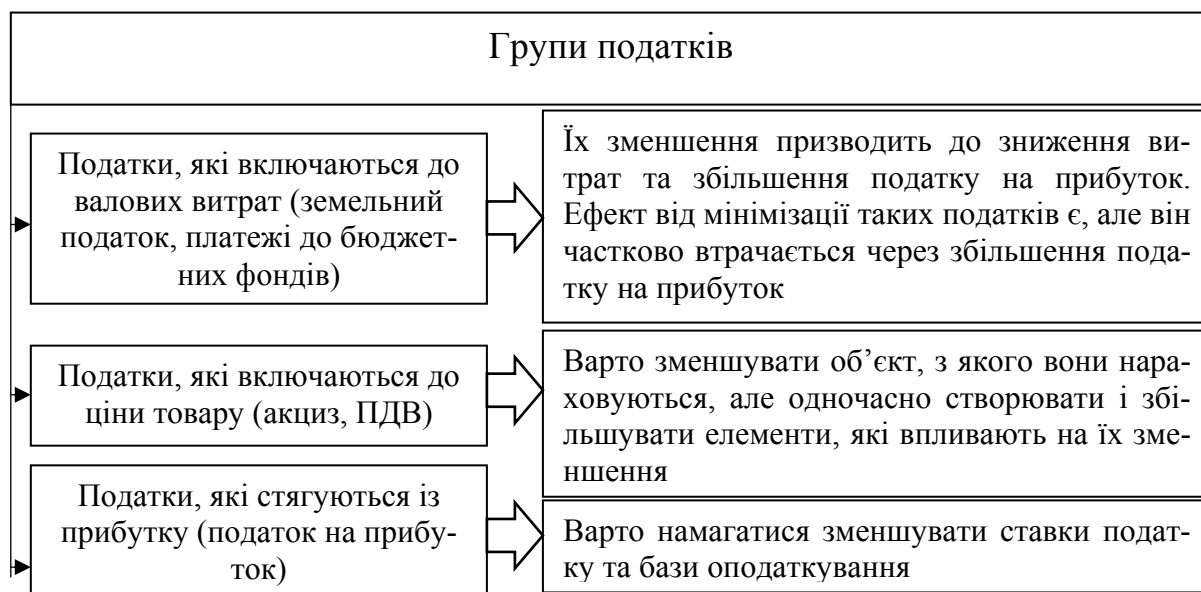 Групи податків
Податки, які включаються до
валових витрат (земельний
податок, платежі до бюджет-
них фондів)
Їх зменшення призводить до зниження ви-
трат та збільшення податку на прибуток.
Ефект від мінімізації таких податків є, але він
частково втрачається через збільшення пода-
тку на прибуток
Податки, які включаються до
ціни товару (акциз, ПДВ)
Варто зменшувати об’єкт, з якого вони нара-
ховуються, але одночасно створювати і збі-
льшувати елементи, які впливають на їх зме-
ншення
Податки, які стягуються із
прибутку (податок на прибу-
ток)
Варто намагатися зменшувати ставки подат-
ку та бази оподаткування